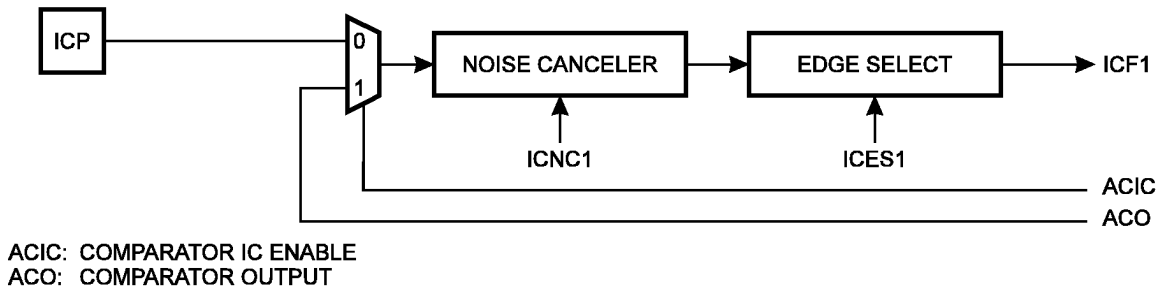 ICP
0
1
NOISE CANCELER
EDGE SELECT
ICF1
ICNC1
ICES1
ACIC
ACO
ACIC: COMPARATOR IC ENABLE
ACO: COMPARATOR OUTPUT